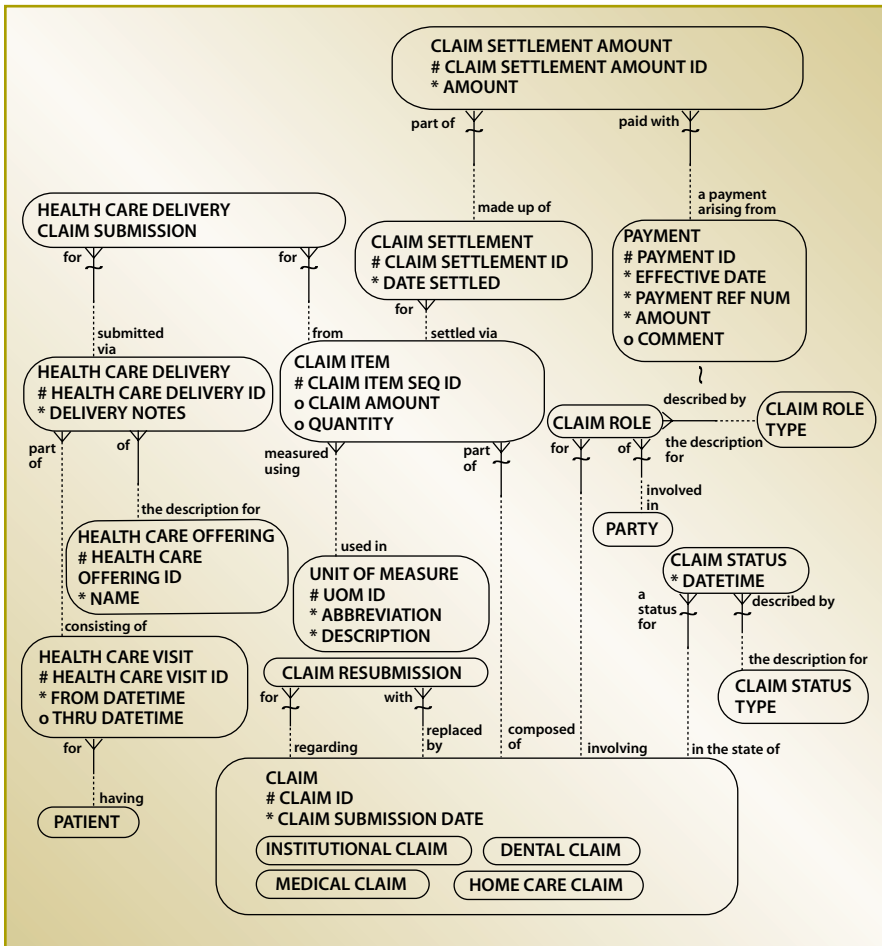 CLAIM SETTLEMENT AMOUNT
# CLAIM SETTLEMENT AMOUNT ID
* AMOUNT
part of
paid with
made up of
a payment
arising from
HEALTH CARE DELIVERY
CLAIM SUBMISSION
for
for
CLAIM SETTLEMENT
# CLAIM SETTLEMENT ID
* DATE SETTLED
for
PAYMENT
# PAYMENT ID
* EFFECTIVE DATE
* PAYMENT REF NUM
* AMOUNT
o COMMENT
submitted
via
from
settled via
HEALTH CARE DELIVERY
# HEALTH CARE DELIVERY ID
* DELIVERY NOTES
part
of
of
CLAIM ITEM
# CLAIM ITEM SEQ ID
o CLAIM AMOUNT
o QUANTITY
measured
using
part
of
described by
CLAIM ROLE
the description
for
CLAIM ROLE
TYPE
for
of
involved
in
PARTY
the description for
HEALTH CARE OFFERING
# HEALTH CARE
OFFERING ID
* NAME
used in
UNIT OF MEASURE
# UOM ID
* ABBREVIATION
* DESCRIPTION
CLAIM STATUS
* DATETIME
a
status
for
described by
the description for
CLAIM STATUS
TYPE
consisting of
HEALTH CARE VISIT
# HEALTH CARE VISIT ID
* FROM DATETIME
o THRU DATETIME
for
having
PATIENT
CLAIM RESUBMISSION
for
with
regarding
replaced
by
composed
of
involving
in the state of
CLAIM
# CLAIM ID
* CLAIM SUBMISSION DATE
INSTITUTIONAL CLAIM
DENTAL CLAIM
MEDICAL CLAIM
HOME CARE CLAIM